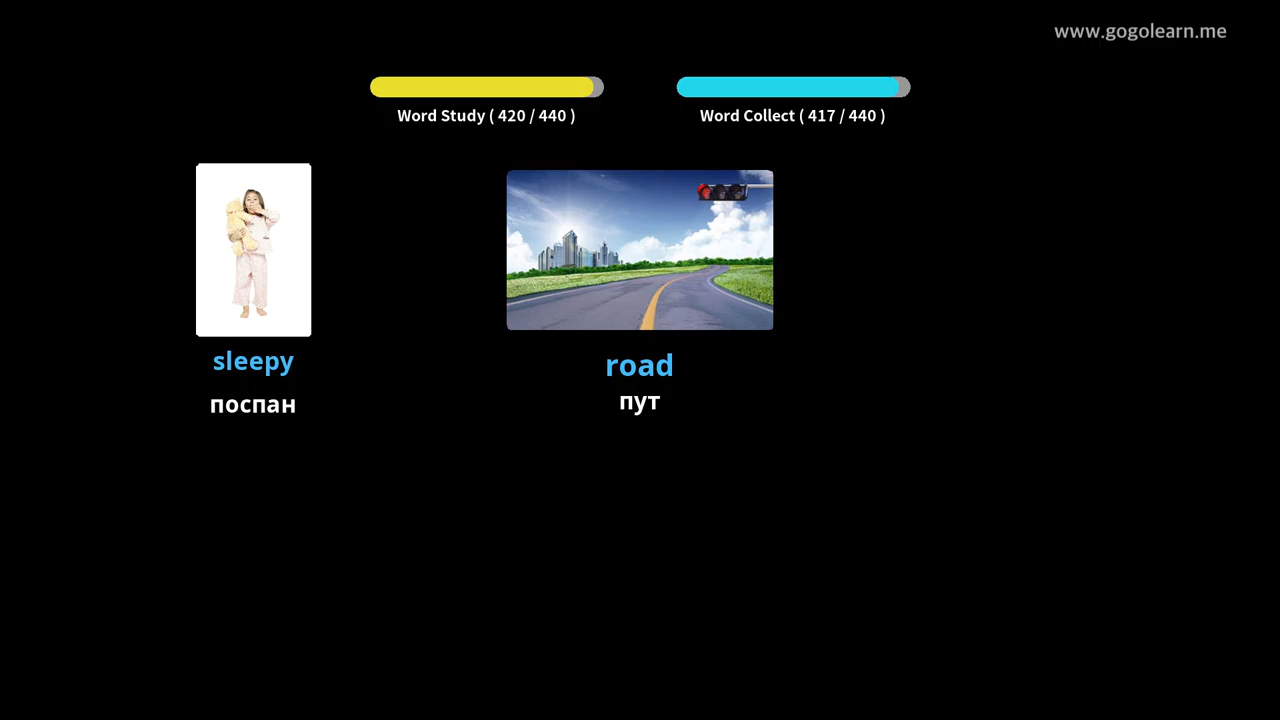 www.gogolearn.me
Word Study ( 420 / 440 )
Word Collect ( 417 / 440 )
sleepy
поспан
road
пут